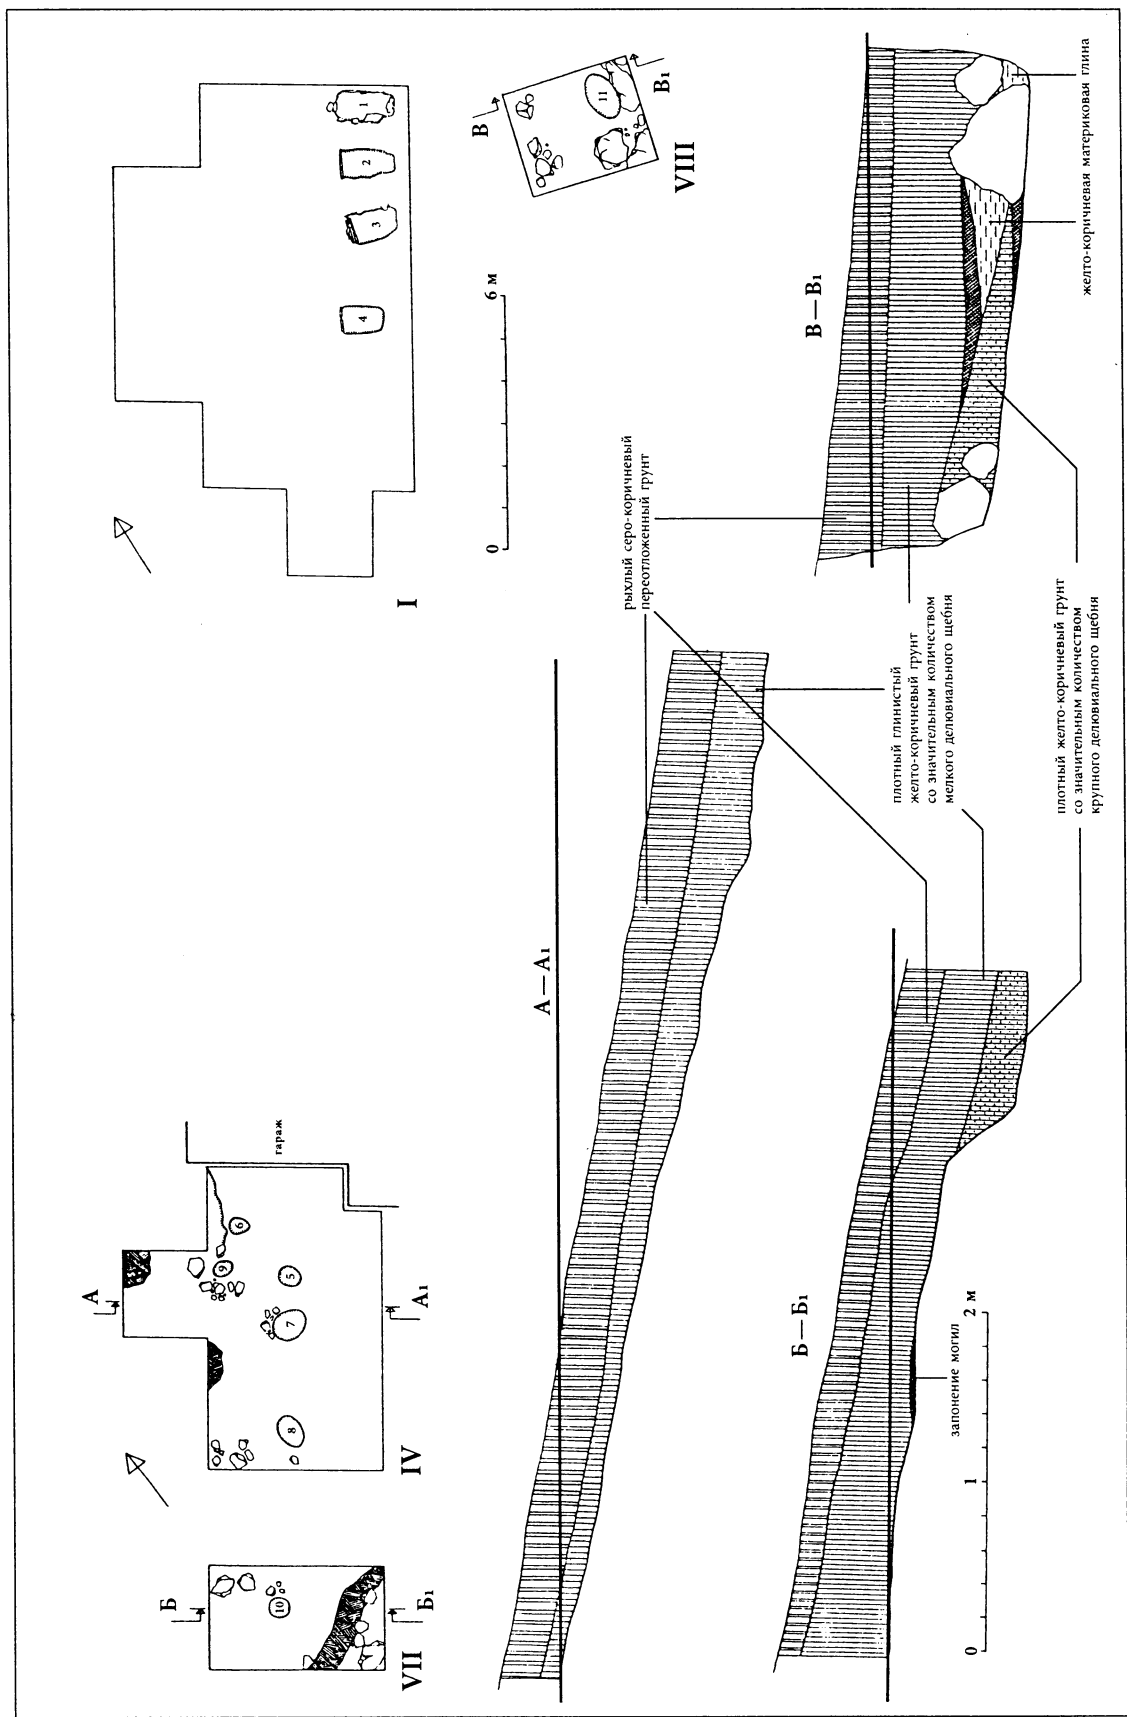 VII
Б
Б₁
10
IV
А
А₁
5
6
7
8
9
гараж
I
1
2
3
4
0
6 м
VIII
В
В₁
11
А — А₁
Б — Б₁
В — В₁
рыхлый серо-коричневый
переотложенный грунт
плотный глинистый
желто-коричневый грунт
со значительным количеством
мелкого делювиального щебня
плотный желто-коричневый грунт
со значительным количеством
крупного делювиального щебня
желто-коричневая материковая глина
запонение могил
0
1
2 м